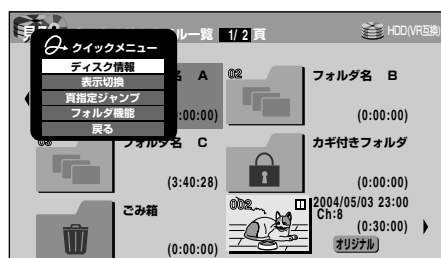 見る
ル一覧 1/2頁
HDD(VR互換)
クイックメニュー
ディスク情報
表示切換
頁指定ジャンプ
フォルダ機能
戻る
名 A
:00:00)
02
フォルダ名 B
(0:00:00)
03
フォルダ名 C
(3:40:28)
カギ付きフォルダ
(0:00:00)
ごみ箱
(0:00:00)
002
2004/05/03 23:00
Ch:8
(0:30:00)
オリジナル